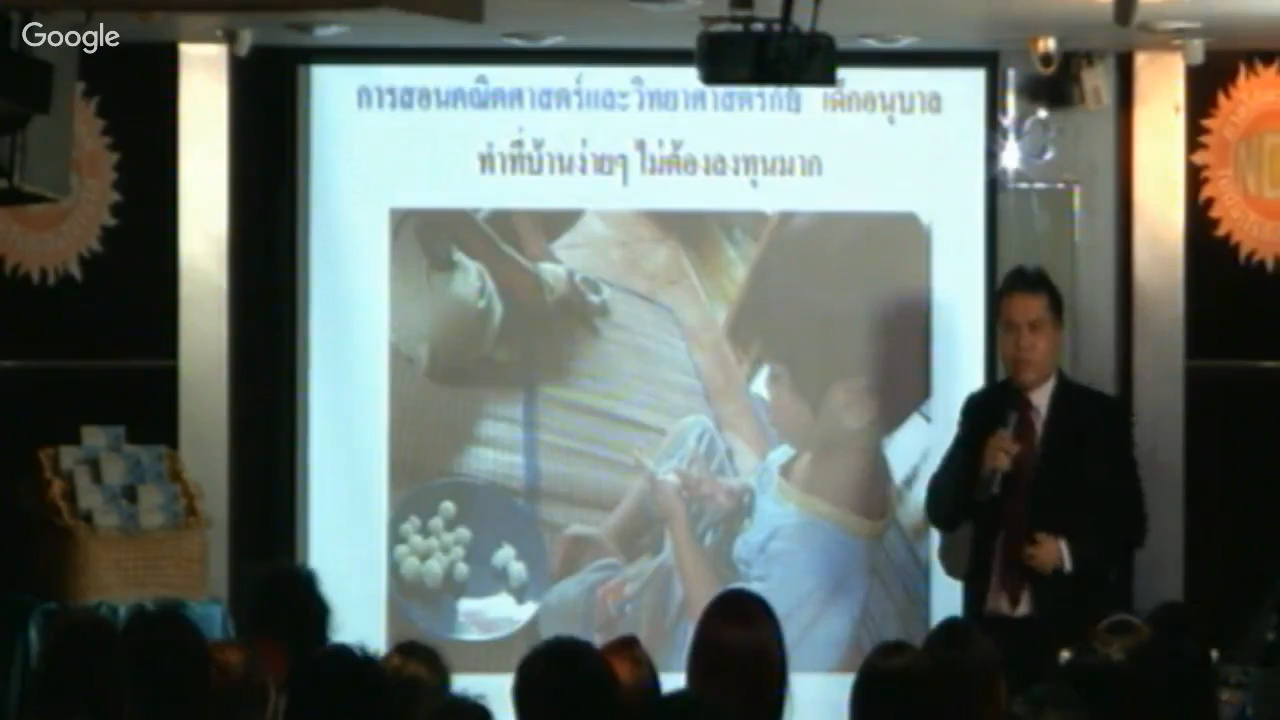 Google
การสอนคณิตศาสตร์และวิทยาศาสตร์กับ เด็กอนุบาล
ทำที่บ้านง่ายๆ ไม่ต้องลงทุนมาก